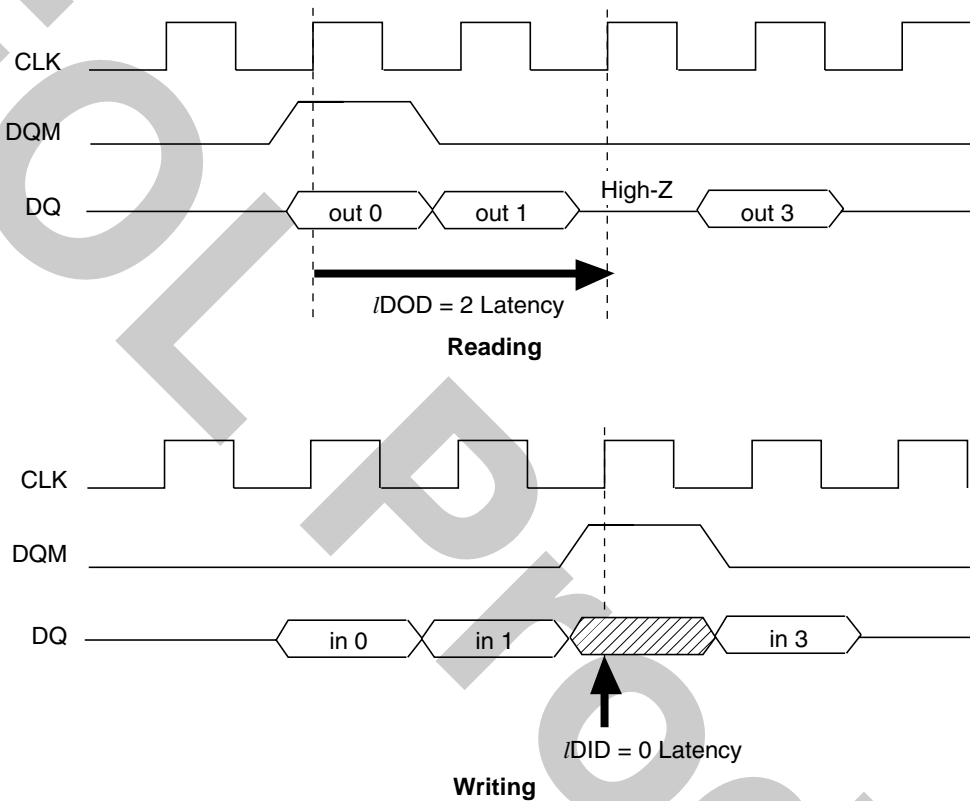 CLK
DQM
High-Z
DQ out 0 out 1 out 3
lDOD = 2 Latency
Reading
CLK
DQM
DQ in 0 in 1 in 3
lDID = 0 Latency
Writing